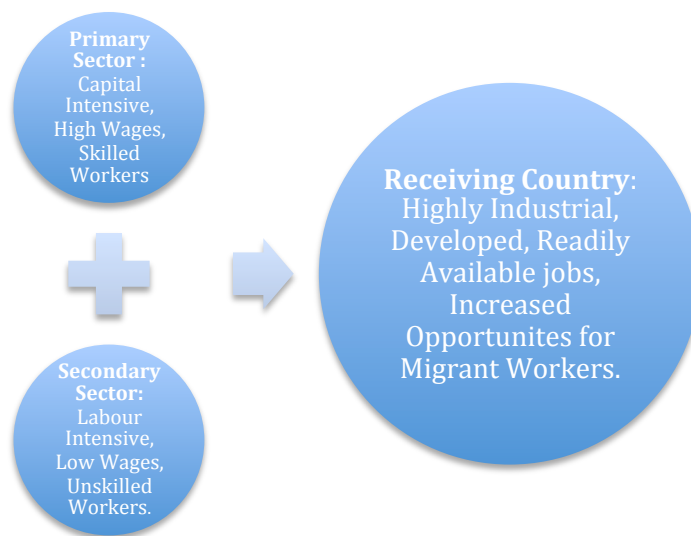 Primary
Sector :
Capital
Intensive,
High Wages,
Skilled
Workers
Secondary
Sector:
Labour
Intensive,
Low Wages,
Unskilled
Workers.
Receiving Country:
Highly Industrial,
Developed, Readily
Available jobs,
Increased
Opportunites for
Migrant Workers.